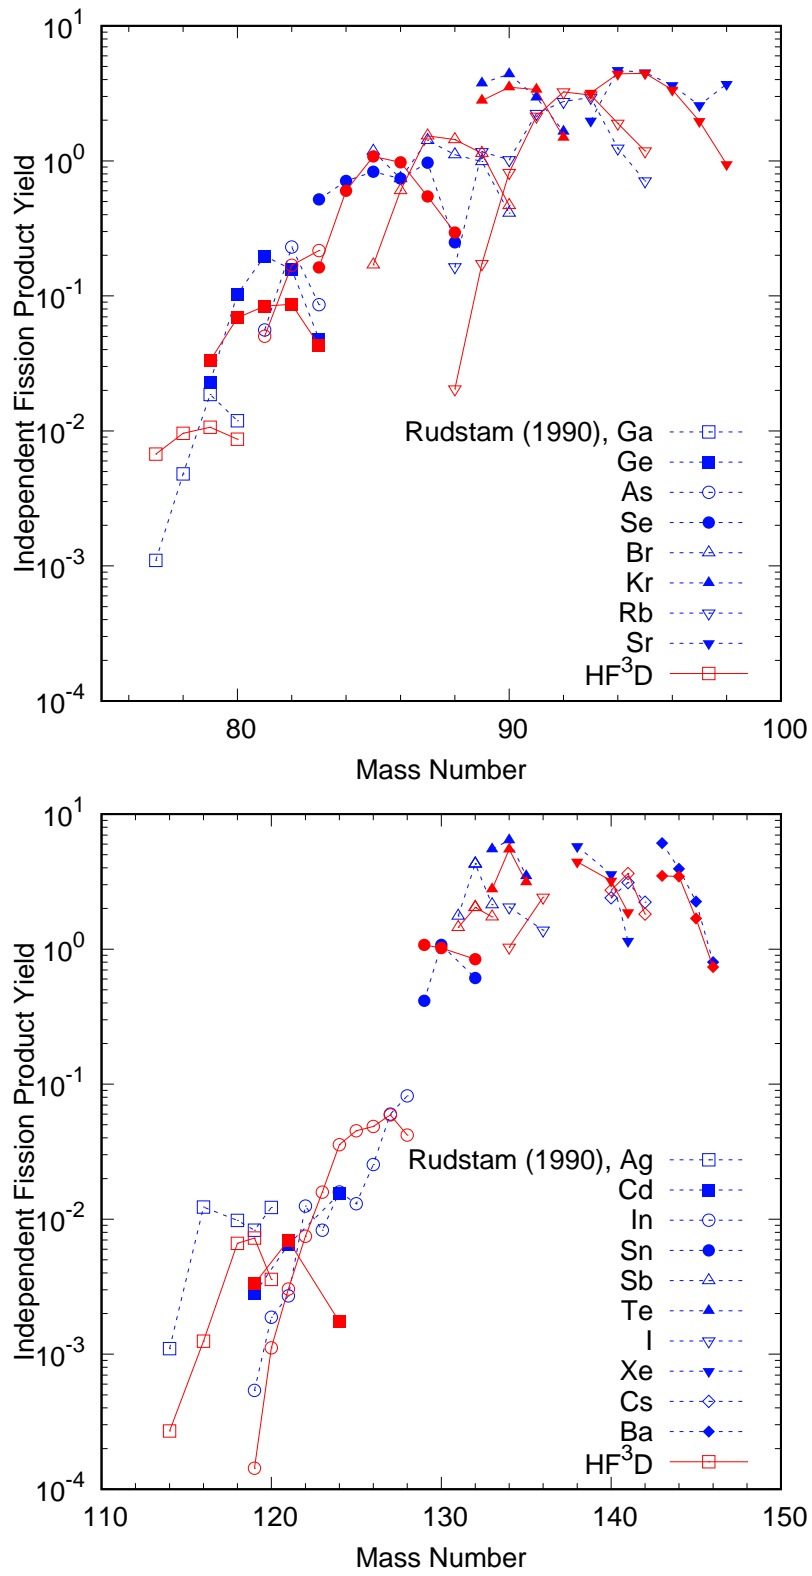 10^1
10^0
10^-1
10^-2
10^-3
10^-4
Independent Fission Product Yield
Rudstam (1990), Ga
Ge
As
Se
Br
Kr
Rb
Sr
HF^3D
80 90 100
Mass Number
10^1
10^0
10^-1
10^-2
10^-3
10^-4
Independent Fission Product Yield
Rudstam (1990), Ag
Cd
In
Sn
Sb
Te
I
Xe
Cs
Ba
HF^3D
110 120 130 140 150
Mass Number